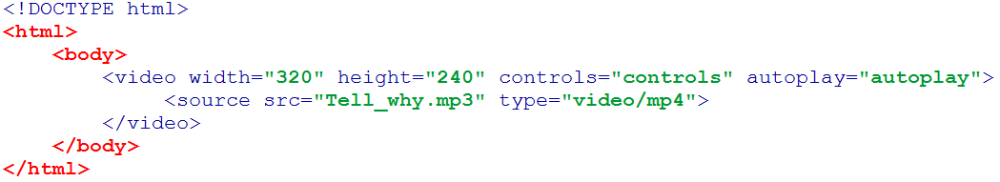 <!DOCTYPE html>
<html>
<body>
<video width="320" height="240" controls="controls" autoplay="autoplay">
<source src="Tell_why.mp3" type="video/mp4">
</video>
</body>
</html>